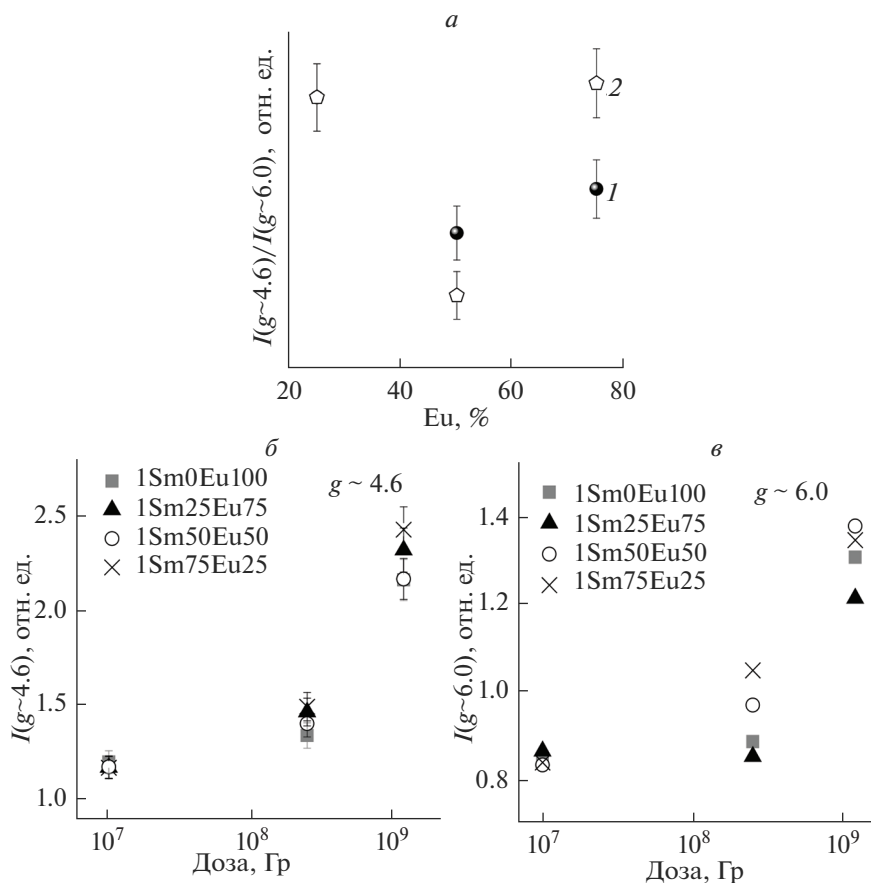 а
I(g~4.6)/I(g~6.0), отн. ед.
2
1
20 40 60 80
Eu, %
б
1Sm0Eu100
1Sm25Eu75
1Sm50Eu50
1Sm75Eu25
g ~ 4.6
2.5
2.0
1.5
1.0
I(g~4.6), отн. ед.
10^7 10^8 10^9
Доза, Гр
в
g ~ 6.0
1Sm0Eu100
1Sm25Eu75
1Sm50Eu50
1Sm75Eu25
1.4
1.2
1.0
0.8
I(g~6.0), отн. ед.
10^7 10^8 10^9
Доза, Гр